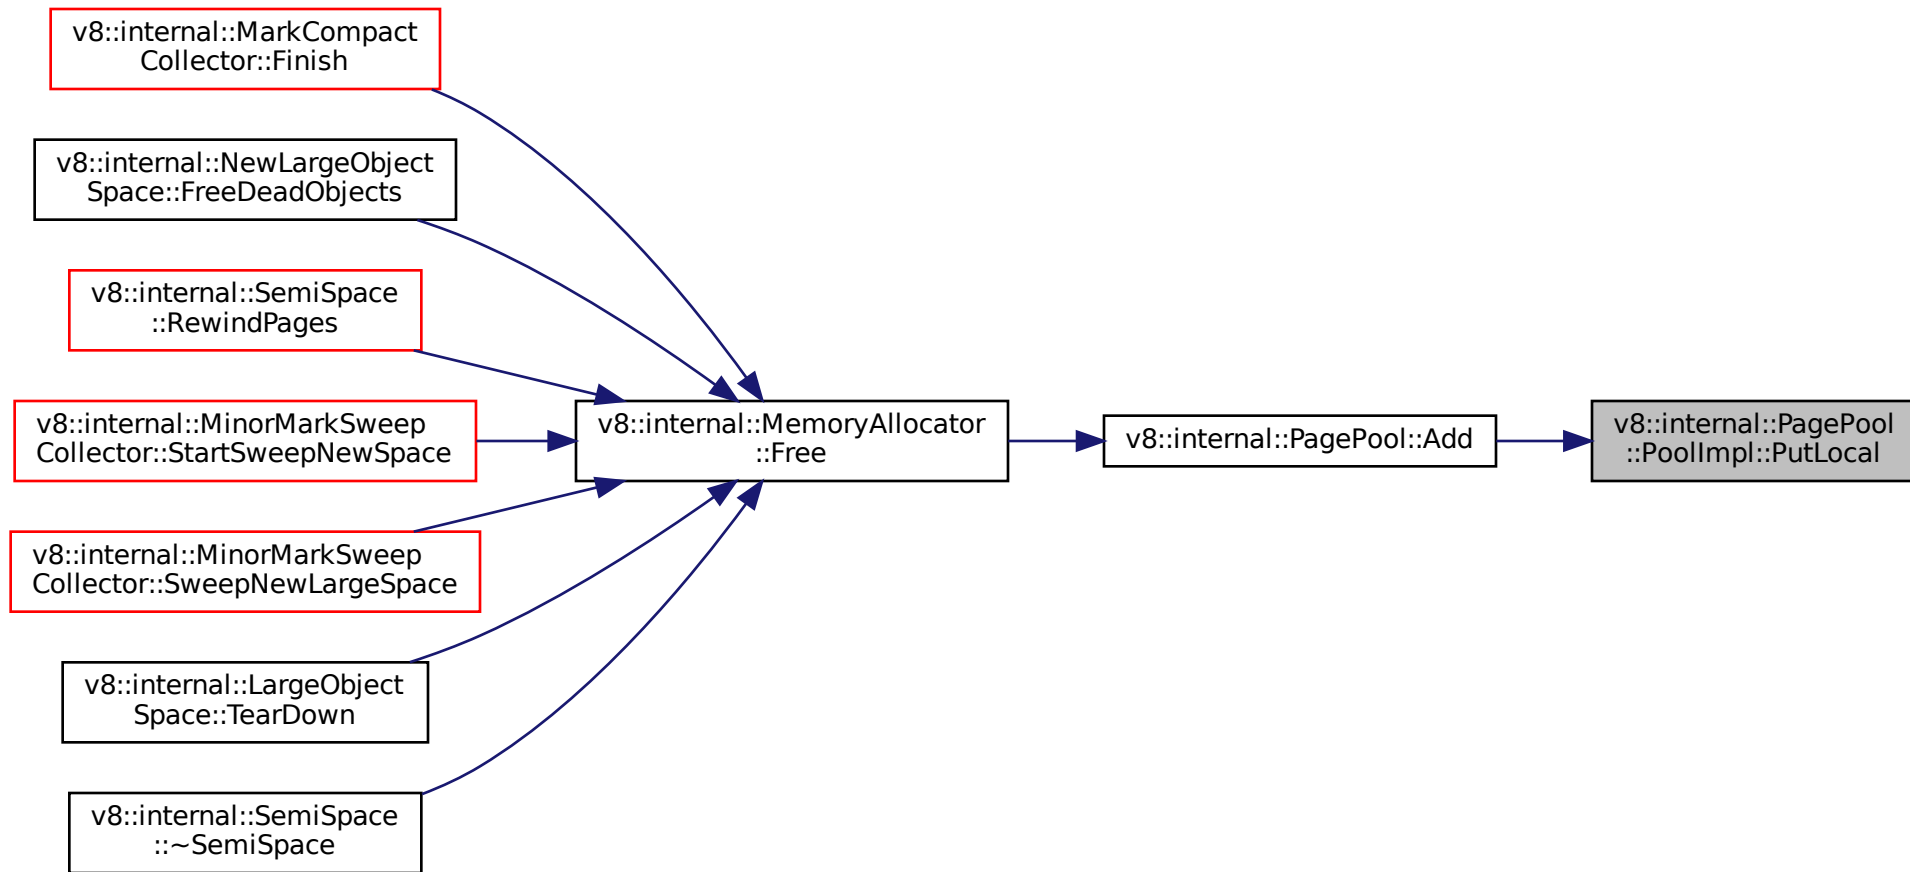 v8::internal::MarkCompact
Collector::Finish
v8::internal::NewLargeObject
Space::FreeDeadObjects
v8::internal::SemiSpace
::RewindPages
v8::internal::MinorMarkSweep
Collector::StartSweepNewSpace
v8::internal::MinorMarkSweep
Collector::SweepNewLargeSpace
v8::internal::LargeObject
Space::TearDown
v8::internal::SemiSpace
::~SemiSpace
v8::internal::MemoryAllocator
::Free
v8::internal::PagePool::Add
v8::internal::PagePool
::PoolImpl::PutLocal